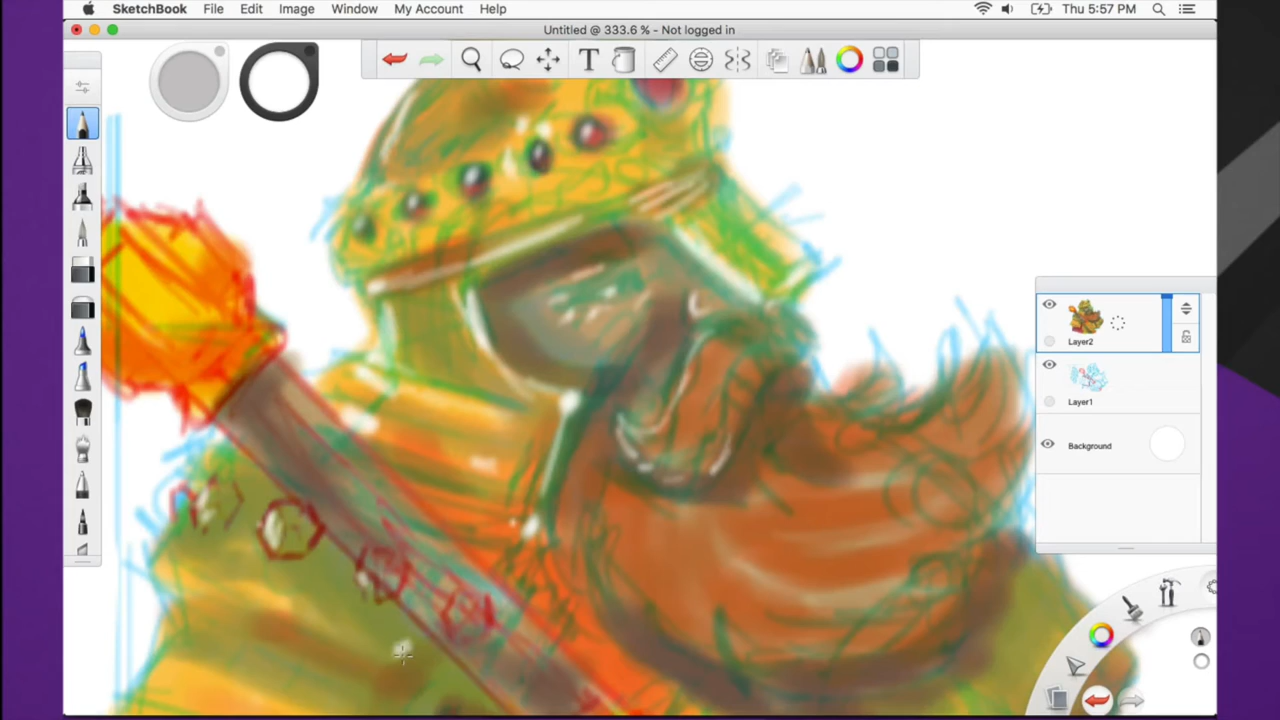 SketchBook File Edit Image Window My Account Help Thu 5:57 PM
Untitled @ 333.6 % - Not logged in
T
Layer2
Layer1
Background